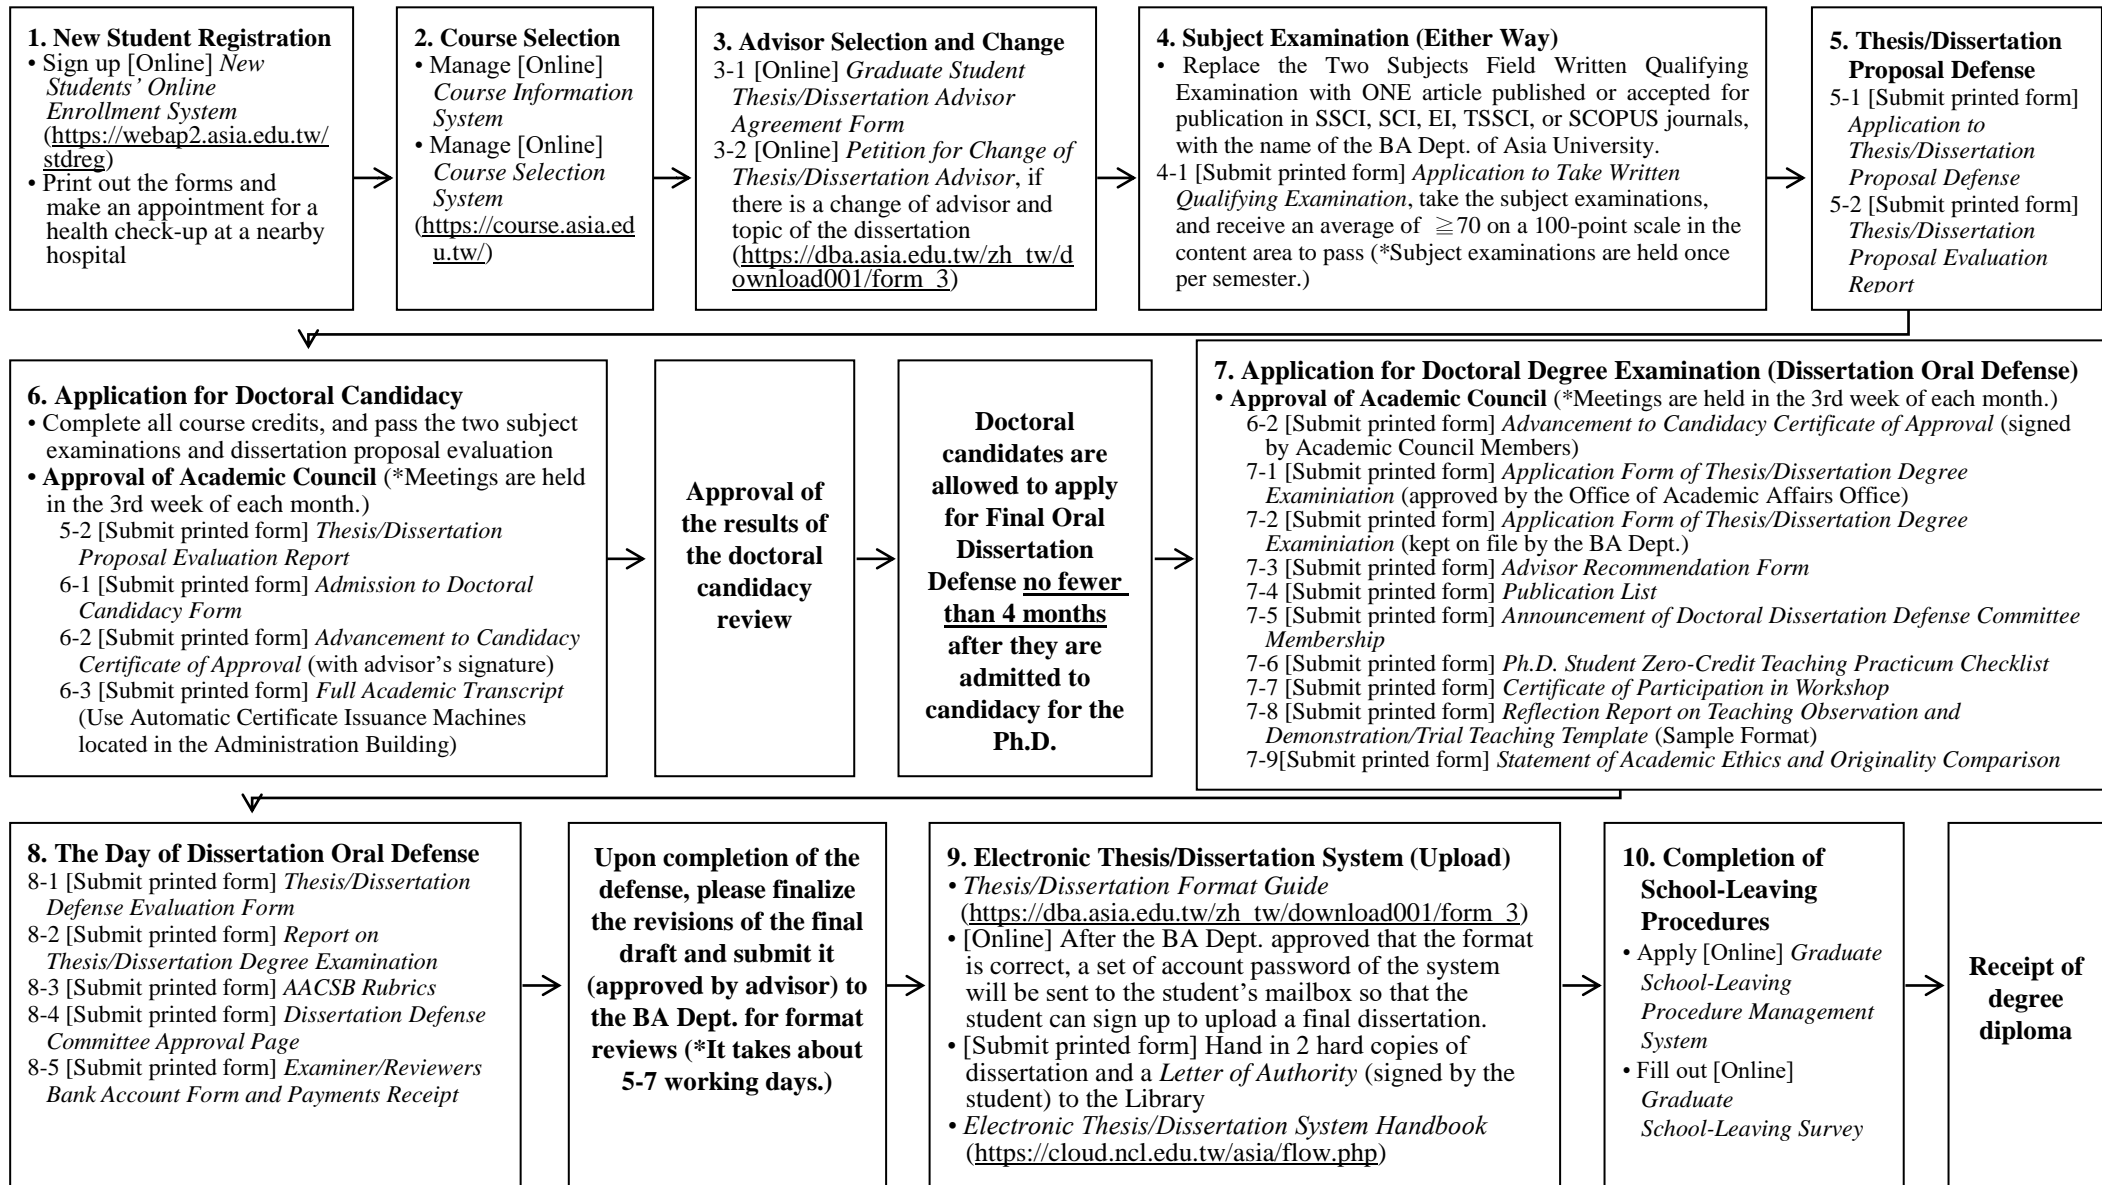 1. New Student Registration
• Sign up [Online] New
Students’ Online
Enrollment System
(https://webap2.asia.edu.tw/
stdreg)
• Print out the forms and
make an appointment for a
health check-up at a nearby
hospital
2. Course Selection
• Manage [Online]
Course Information
System
• Manage [Online]
Course Selection
System
(https://course.asia.ed
u.tw/)
3. Advisor Selection and Change
3-1 [Online] Graduate Student
Thesis/Dissertation Advisor
Agreement Form
3-2 [Online] Petition for Change of
Thesis/Dissertation Advisor, if
there is a change of advisor and
topic of the dissertation
(https://dba.asia.edu.tw/zh_tw/d
ownload001/form_3)
4. Subject Examination (Either Way)
• Replace the Two Subjects Field Written Qualifying
Examination with ONE article published or accepted for
publication in SSCI, SCI, EI, TSSCI, or SCOPUS journals,
with the name of the BA Dept. of Asia University.
4-1 [Submit printed form] Application to Take Written
Qualifying Examination, take the subject examinations,
and receive an average of ≧70 on a 100-point scale in the
content area to pass (*Subject examinations are held once
per semester.)
5. Thesis/Dissertation
Proposal Defense
5-1 [Submit printed form]
Application to
Thesis/Dissertation
Proposal Defense
5-2 [Submit printed form]
Thesis/Dissertation
Proposal Evaluation
Report
6. Application for Doctoral Candidacy
• Complete all course credits, and pass the two subject
examinations and dissertation proposal evaluation
• Approval of Academic Council (*Meetings are held
in the 3rd week of each month.)
5-2 [Submit printed form] Thesis/Dissertation
Proposal Evaluation Report
6-1 [Submit printed form] Admission to Doctoral
Candidacy Form
6-2 [Submit printed form] Advancement to Candidacy
Certificate of Approval (with advisor’s signature)
6-3 [Submit printed form] Full Academic Transcript
(Use Automatic Certificate Issuance Machines
located in the Administration Building)
Approval of
the results of
the doctoral
candidacy
review
Doctoral
candidates are
allowed to apply
for Final Oral
Dissertation
Defense no fewer
than 4 months
after they are
admitted to
candidacy for the
Ph.D.
7. Application for Doctoral Degree Examination (Dissertation Oral Defense)
• Approval of Academic Council (*Meetings are held in the 3rd week of each month.)
6-2 [Submit printed form] Advancement to Candidacy Certificate of Approval (signed
by Academic Council Members)
7-1 [Submit printed form] Application Form of Thesis/Dissertation Degree
Examiniation (approved by the Office of Academic Affairs Office)
7-2 [Submit printed form] Application Form of Thesis/Dissertation Degree
Examiniation (kept on file by the BA Dept.)
7-3 [Submit printed form] Advisor Recommendation Form
7-4 [Submit printed form] Publication List
7-5 [Submit printed form] Announcement of Doctoral Dissertation Defense Committee
Membership
7-6 [Submit printed form] Ph.D. Student Zero-Credit Teaching Practicum Checklist
7-7 [Submit printed form] Certificate of Participation in Workshop
7-8 [Submit printed form] Reflection Report on Teaching Observation and
Demonstration/Trial Teaching Template (Sample Format)
7-9[Submit printed form] Statement of Academic Ethics and Originality Comparison
8. The Day of Dissertation Oral Defense
8-1 [Submit printed form] Thesis/Dissertation
Defense Evaluation Form
8-2 [Submit printed form] Report on
Thesis/Dissertation Degree Examination
8-3 [Submit printed form] AACSB Rubrics
8-4 [Submit printed form] Dissertation Defense
Committee Approval Page
8-5 [Submit printed form] Examiner/Reviewers
Bank Account Form and Payments Receipt
Upon completion of the
defense, please finalize
the revisions of the final
draft and submit it
(approved by advisor) to
the BA Dept. for format
reviews (*It takes about
5-7 working days.)
9. Electronic Thesis/Dissertation System (Upload)
• Thesis/Dissertation Format Guide
(https://dba.asia.edu.tw/zh_tw/download001/form_3)
• [Online] After the BA Dept. approved that the format
is correct, a set of account password of the system
will be sent to the student’s mailbox so that the
student can sign up to upload a final dissertation.
• [Submit printed form] Hand in 2 hard copies of
dissertation and a Letter of Authority (signed by the
student) to the Library
• Electronic Thesis/Dissertation System Handbook
(https://cloud.ncl.edu.tw/asia/flow.php)
10. Completion of
School-Leaving
Procedures
• Apply [Online] Graduate
School-Leaving
Procedure Management
System
• Fill out [Online]
Graduate
School-Leaving Survey
Receipt of
degree
diploma